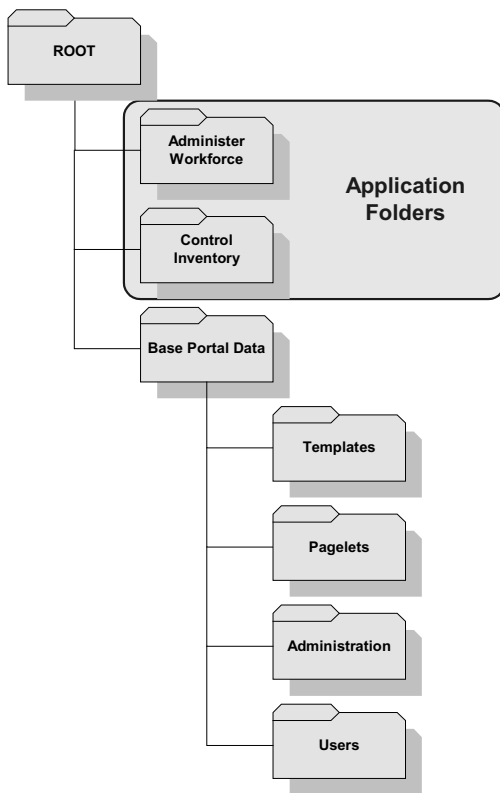 ROOT
Administer
Workforce
Application
Folders
Control
Inventory
Base Portal Data
Templates
Pagelets
Administration
Users